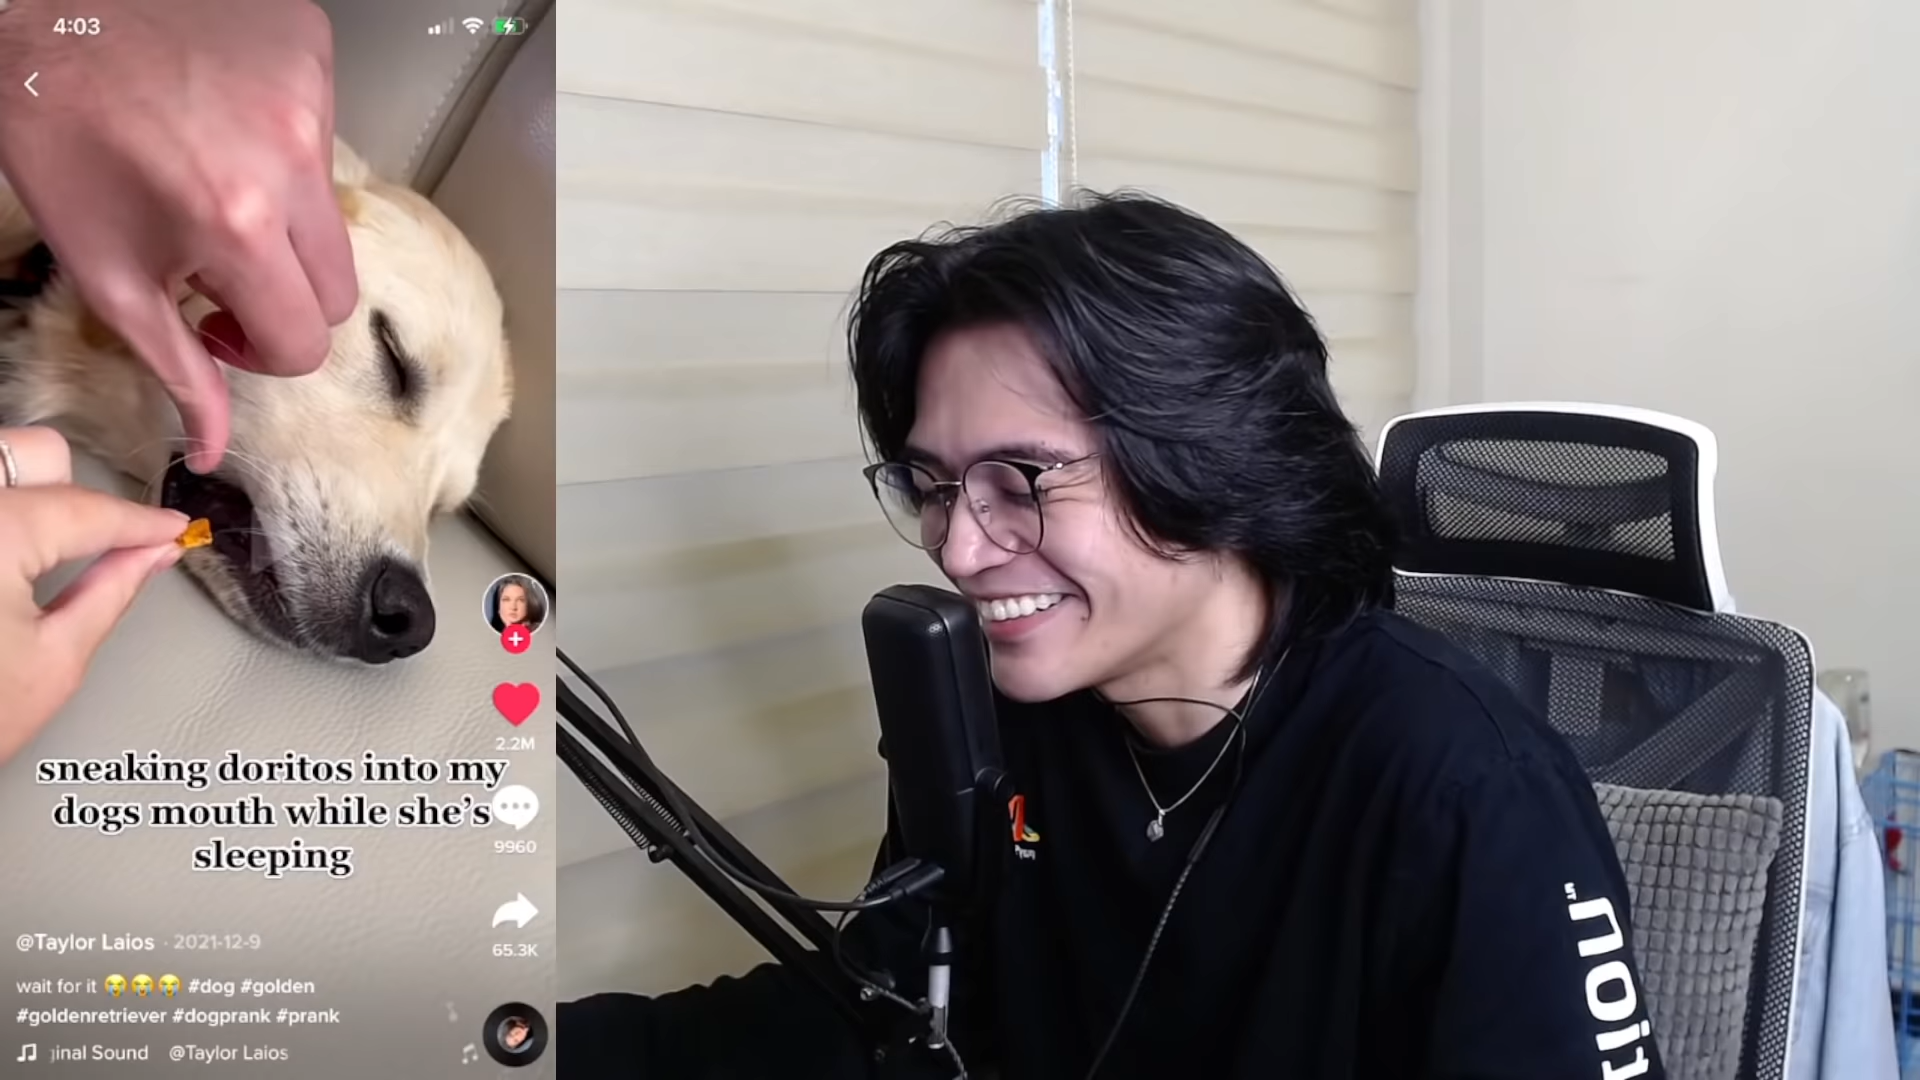 4:03
sneaking doritos into my
dogs mouth while she's
sleeping
2.2M
9960
65.3K
@Taylor Laios · 2021-12-9
wait for it 😭😭😭 #dog #golden
#goldenretriever #dogprank #prank
ginal Sound @Taylor Laios